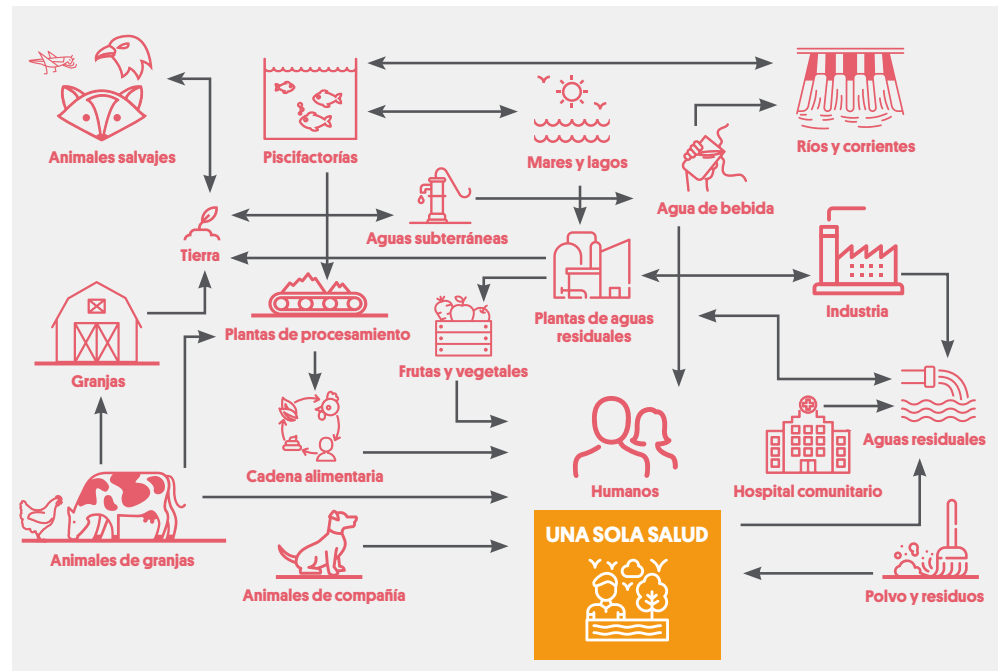 Animales salvajes
Piscifactorías
Mares y lagos
Ríos y corrientes
Agua de bebida
Aguas subterráneas
Tierra
Plantas de aguas
residuales
Industria
Plantas de procesamiento
Granjas
Frutas y vegetales
Aguas residuales
Cadena alimentaria
Humanos
Hospital comunitario
UNA SOLA SALUD
Animales de granjas
Animales de compañía
Polvo y residuos